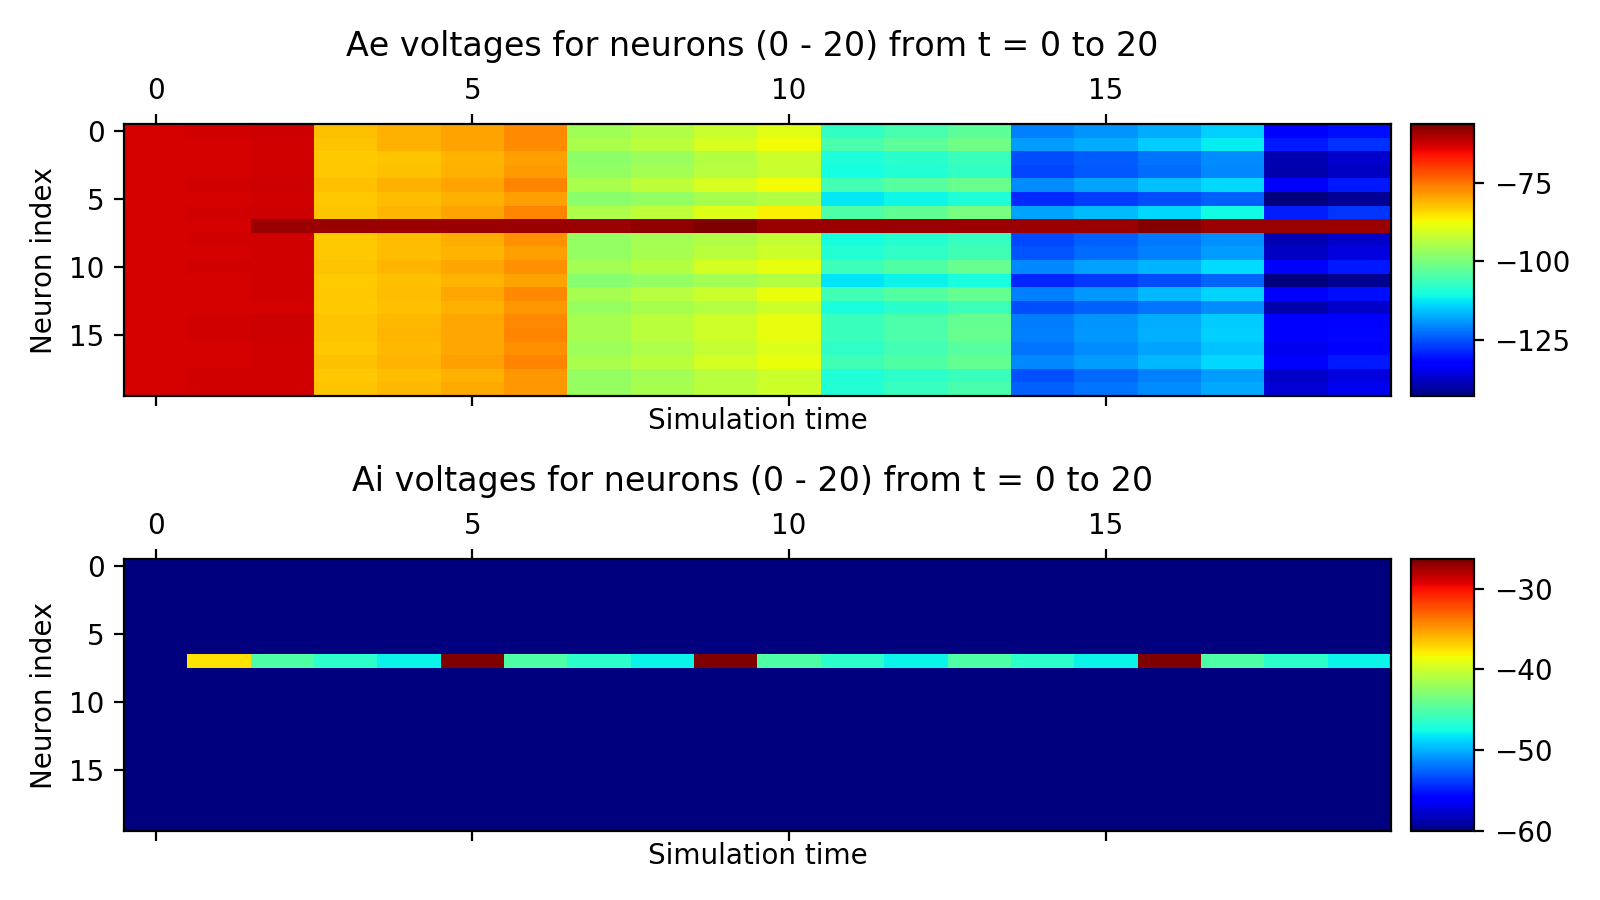 Ae voltages for neurons (0 - 20) from t = 0 to 20
0 5 10 15
Neuron index
0
5
10
15
Simulation time
−75
−100
−125
Ai voltages for neurons (0 - 20) from t = 0 to 20
0 5 10 15
Neuron index
0
5
10
15
Simulation time
−30
−40
−50
−60